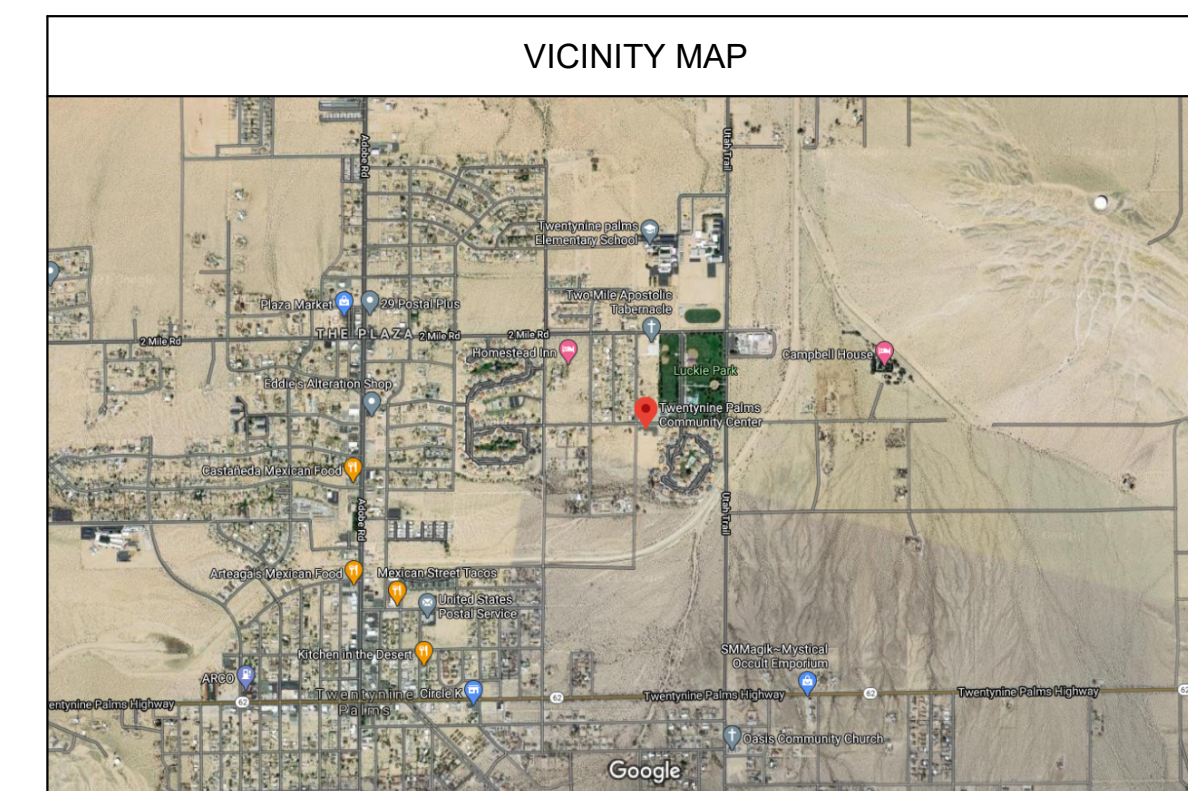 VICINITY MAP
Adobe Rd
Utah Trail
Twentynine palms
Elementary School
Plaza Market
29 Postal Plus
Two Mile Apostolic
Tabernacle
THE PLAZA
2 Mile Rd
2 Mile Rd
2 Mile Rd
Homestead Inn
Campbell House
Luckie Park
Eddie's Alteration Shop
Twentynine Palms
Community Center
Castañeda Mexican Food
Adobe Rd
Utah Trail
Arteaga's Mexican Food
Mexican Street Tacos
United States
Postal Service
Kitchen in the Desert
SMMagik~Mystical
Occult Emporium
ARCO
Twentynine
Palms
Circle K
entynine Palms Highway
62
62
Twentynine Palms Highway
62
Twentynine Palms Highway
62
Oasis Community Church
Google